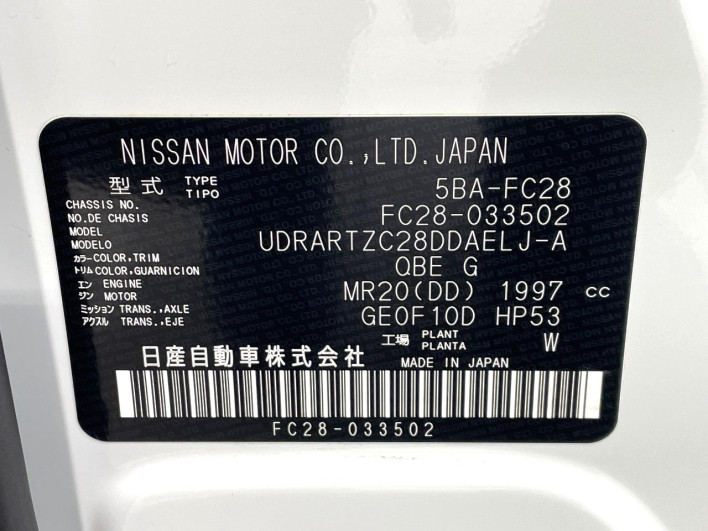 NISSAN MOTOR CO.,LTD.JAPAN
型式 TYPE TIPO 5BA-FC28
CHASSIS NO. NO.DE CHASIS FC28-033502
MODEL MODELO UDRARTZC28DDAELJ-A
カラー COLOR,TRIM トリム COLOR,GUARNICION QBE G
エンジン ENGINE MOTOR MR20(DD) 1997 cc
ミッション TRANS.,AXLE アクスル TRANS.,EJE GE0F10D HP53
工場 PLANT PLANTA W
日産自動車株式会社 MADE IN JAPAN
FC28-033502